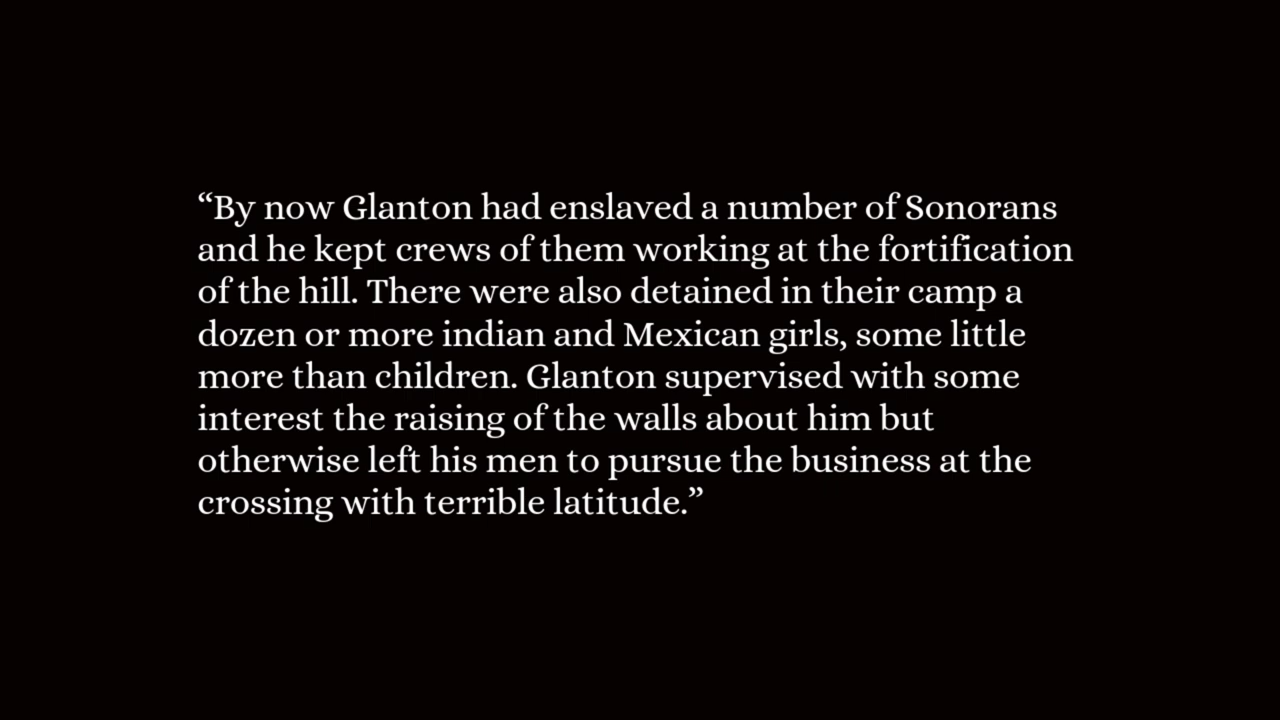 “By now Glanton had enslaved a number of Sonorans
and he kept crews of them working at the fortification
of the hill. There were also detained in their camp a
dozen or more indian and Mexican girls, some little
more than children. Glanton supervised with some
interest the raising of the walls about him but
otherwise left his men to pursue the business at the
crossing with terrible latitude.”